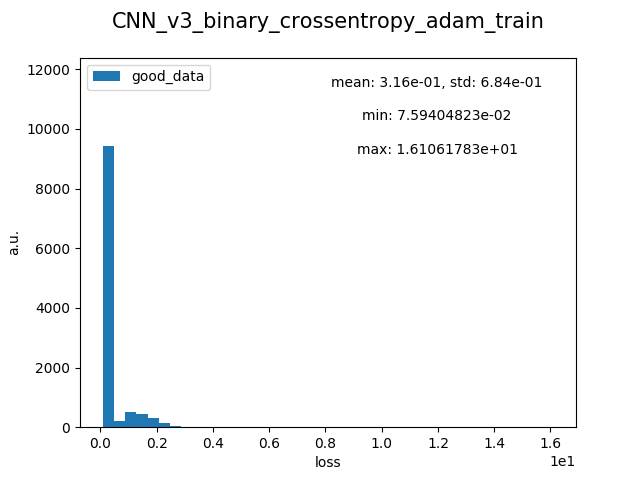 CNN_v3_binary_crossentropy_adam_train
good_data
mean: 3.16e-01, std: 6.84e-01
min: 7.59404823e-02
max: 1.61061783e+01
12000
10000
8000
6000
4000
2000
0
a.u.
0.0 0.2 0.4 0.6 0.8 1.0 1.2 1.4 1.6
1e1
loss